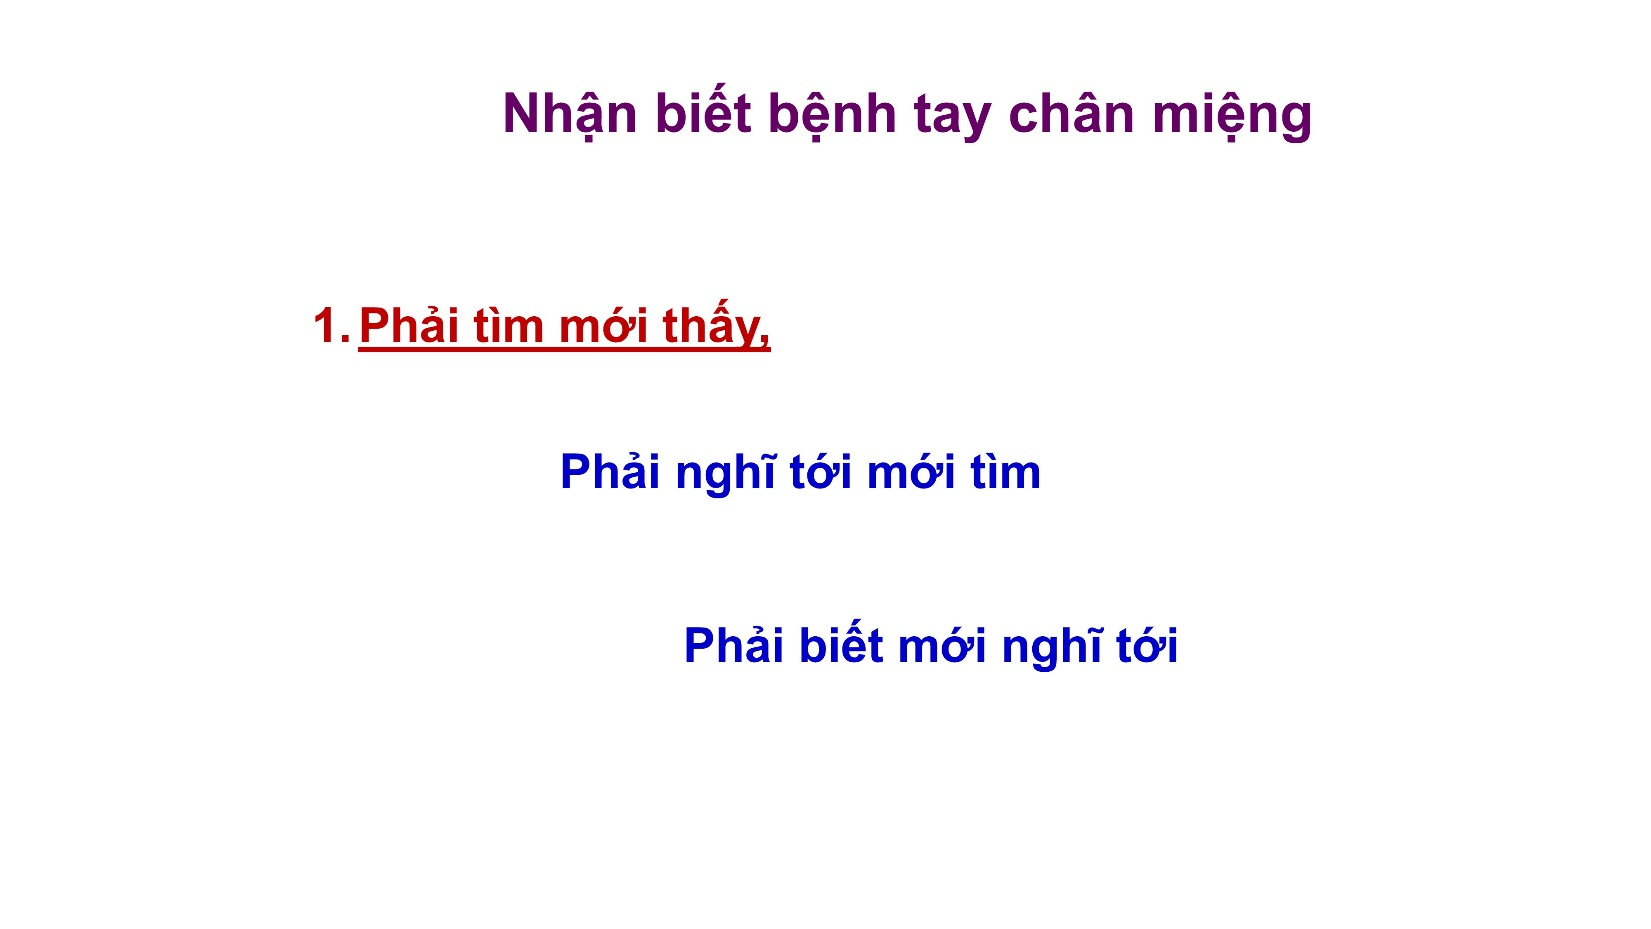 Nhận biết bệnh tay chân miệng
1. Phải tìm mới thấy,
Phải nghĩ tới mới tìm
Phải biết mới nghĩ tới